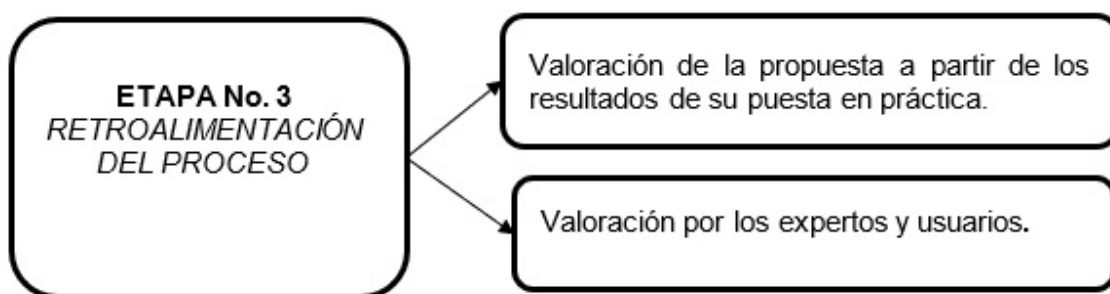 ETAPA No. 3
RETROALIMENTACIÓN
DEL PROCESO
Valoración de la propuesta a partir de los
resultados de su puesta en práctica.
Valoración por los expertos y usuarios.